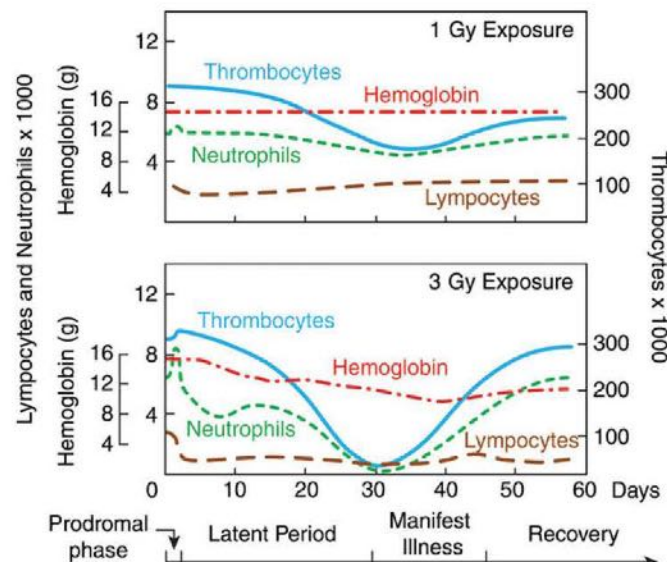 1 Gy Exposure
12
Thrombocytes
Hemoglobin
300
16
8
12
200
Neutrophils
8
4
4
100
Lympocytes
3 Gy Exposure
12
Thrombocytes
16
8
Hemoglobin
300
12
200
8
4
Neutrophils
4
Lympocytes
100
Lympocytes and Neutrophils x 1000
Hemoglobin (g)
Hemoglobin (g)
Thrombocytes x 1000
0 10 20 30 40 50 60 Days
Prodromal
phase
Latent Period
Manifest
Illness
Recovery